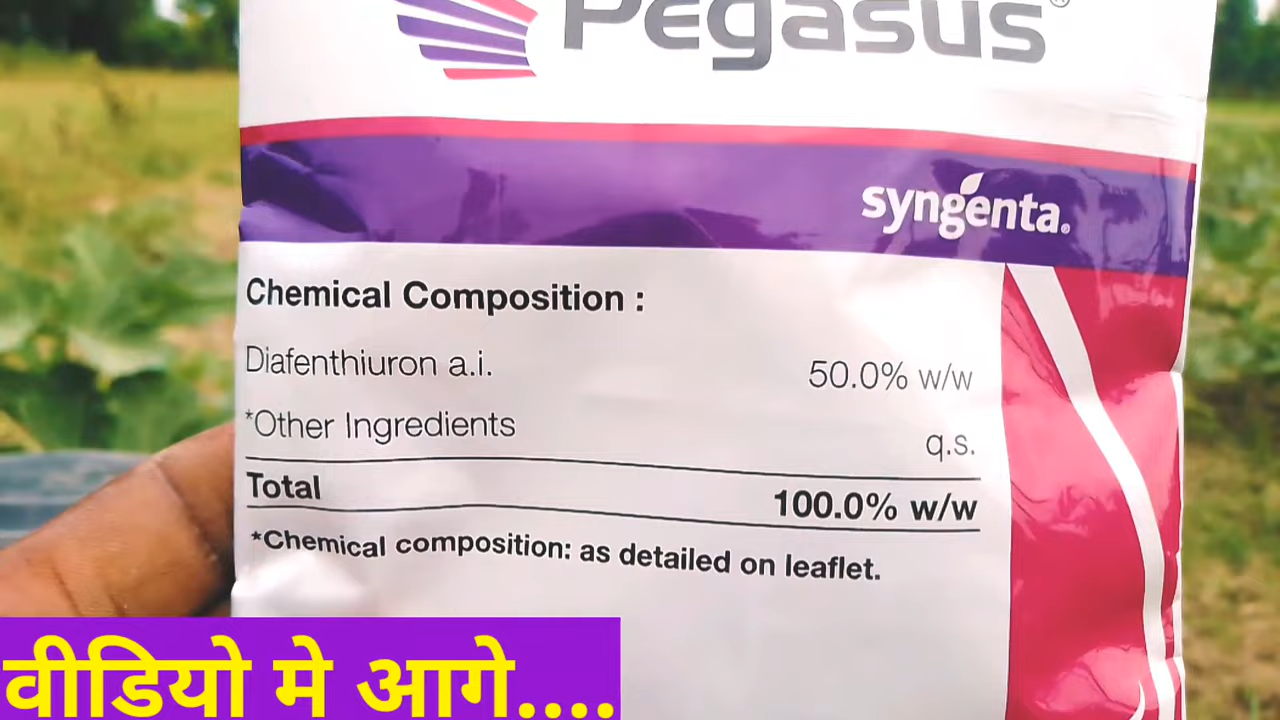 Pegasus®
syngenta®
Chemical Composition :
Diafenthiuron a.i. 50.0% w/w
*Other Ingredients q.s.
Total 100.0% w/w
*Chemical composition: as detailed on leaflet.
वीडियो मे आगे....